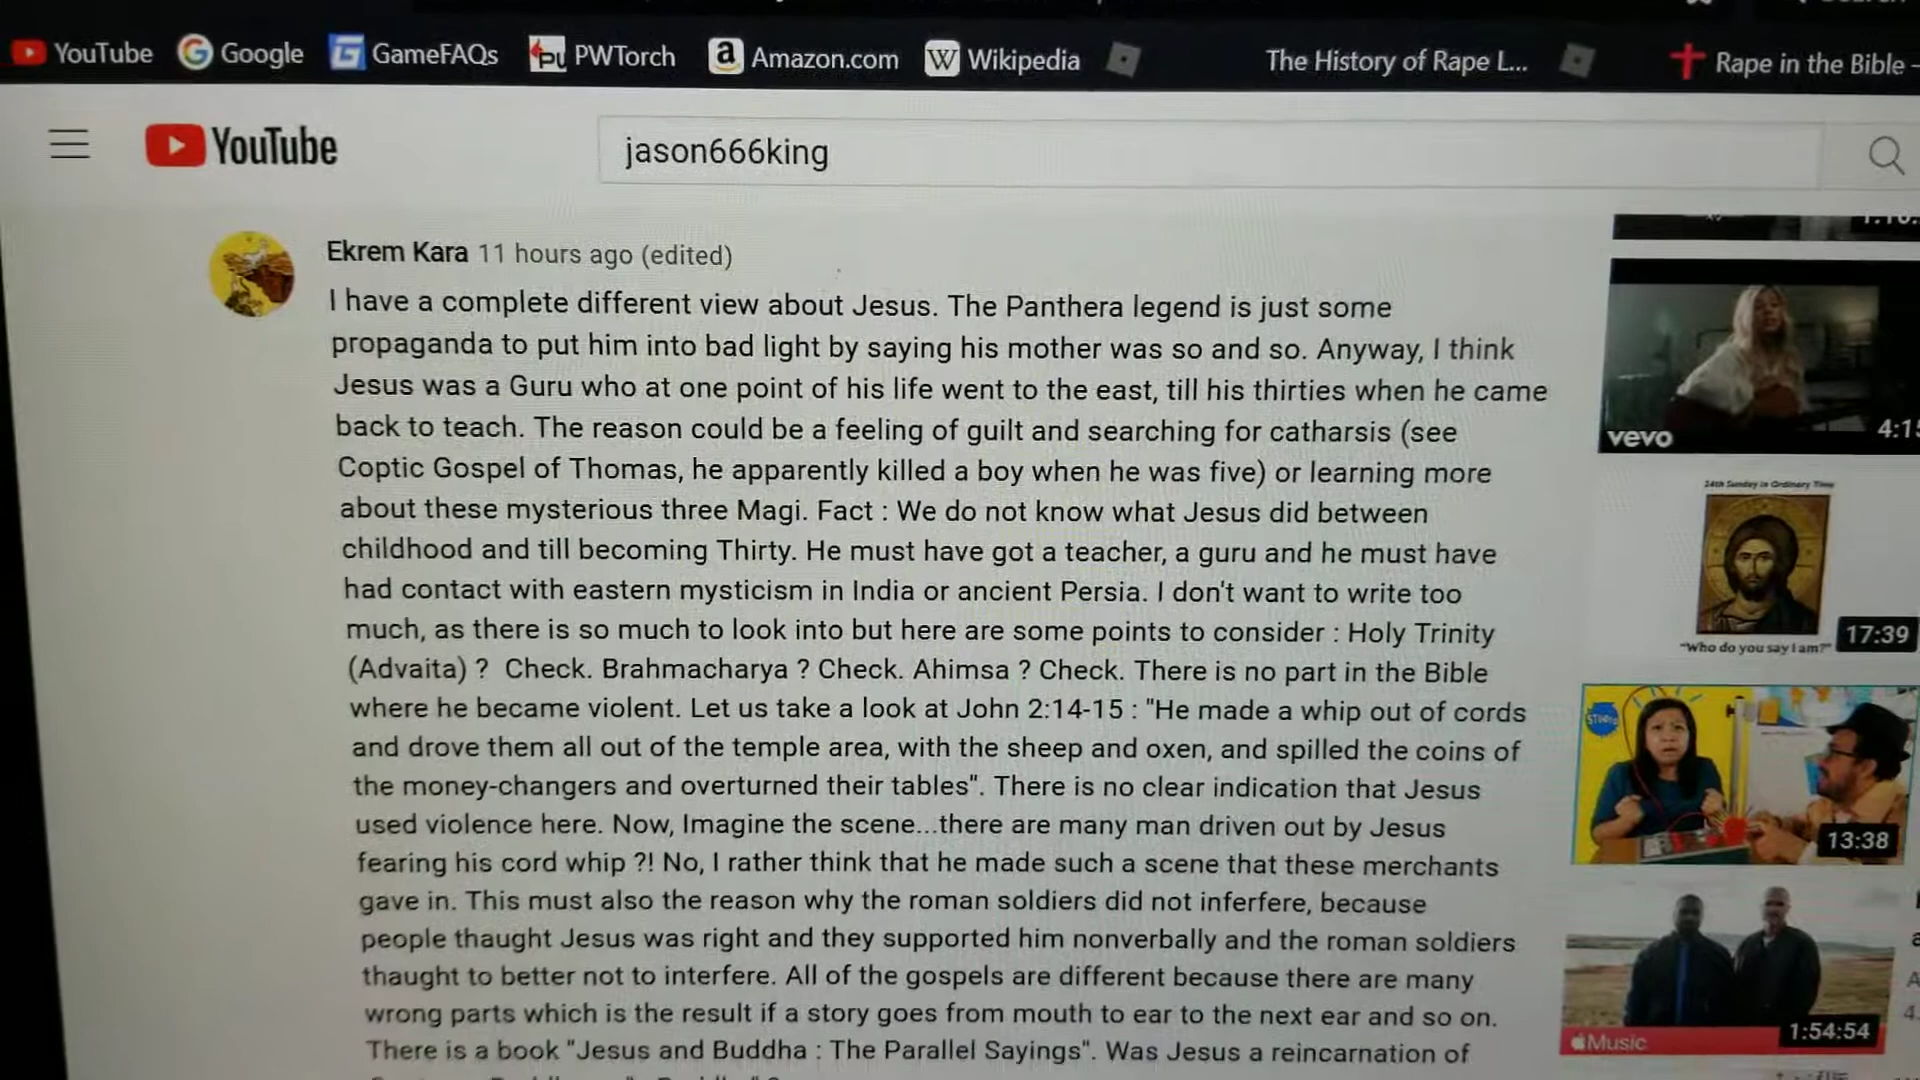 YouTube Google GameFAQs PWTorch Amazon.com Wikipedia The History of Rape L... Rape in the Bible -
YouTube
jason666king
Ekrem Kara 11 hours ago (edited)
I have a complete different view about Jesus. The Panthera legend is just some
propaganda to put him into bad light by saying his mother was so and so. Anyway, I think
Jesus was a Guru who at one point of his life went to the east, till his thirties when he came
back to teach. The reason could be a feeling of guilt and searching for catharsis (see
Coptic Gospel of Thomas, he apparently killed a boy when he was five) or learning more
about these mysterious three Magi. Fact : We do not know what Jesus did between
childhood and till becoming Thirty. He must have got a teacher, a guru and he must have
had contact with eastern mysticism in India or ancient Persia. I don't want to write too
much, as there is so much to look into but here are some points to consider : Holy Trinity
(Advaita) ? Check. Brahmacharya ? Check. Ahimsa ? Check. There is no part in the Bible
where he became violent. Let us take a look at John 2:14-15 : "He made a whip out of cords
and drove them all out of the temple area, with the sheep and oxen, and spilled the coins of
the money-changers and overturned their tables". There is no clear indication that Jesus
used violence here. Now, Imagine the scene...there are many man driven out by Jesus
fearing his cord whip ?! No, I rather think that he made such a scene that these merchants
gave in. This must also the reason why the roman soldiers did not inferfere, because
people thaught Jesus was right and they supported him nonverbally and the roman soldiers
thaught to better not to interfere. All of the gospels are different because there are many
wrong parts which is the result if a story goes from mouth to ear to the next ear and so on.
There is a book "Jesus and Buddha : The Parallel Sayings". Was Jesus a reincarnation of
vevo
4:15
24th Sunday in Ordinary Time
"Who do you say I am?"
17:39
STUDIO
13:38
Music
1:54:54